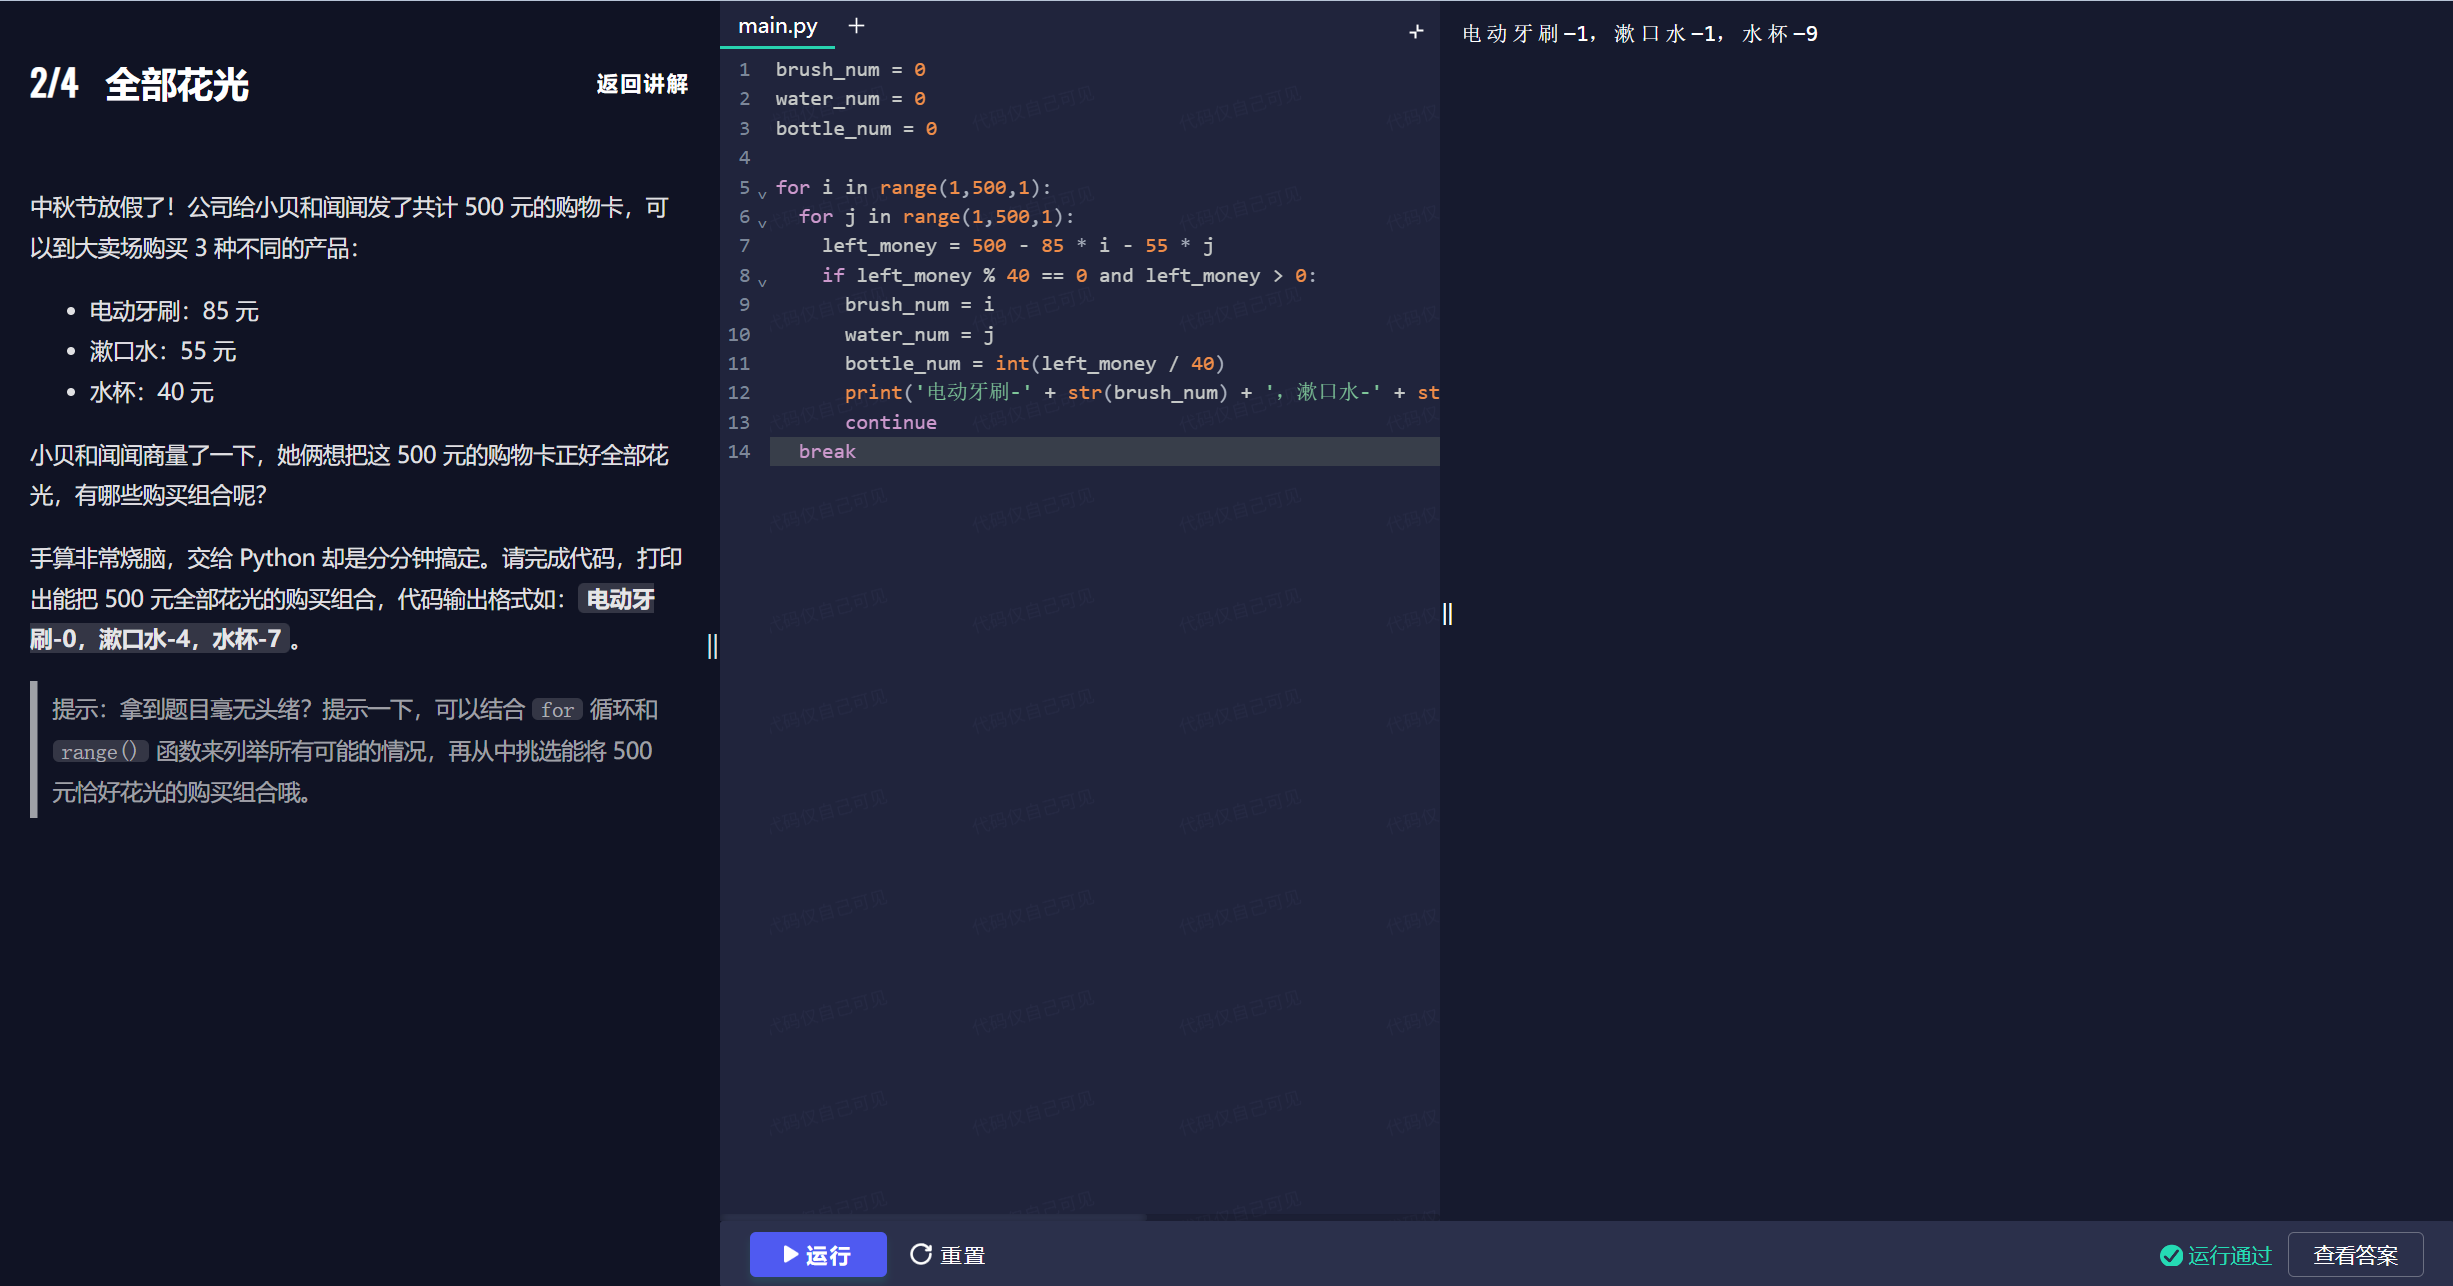 2/4 全部花光
返回讲解
中秋节放假了！公司给小贝和闻闻发了共计 500 元的购物卡，可
以到大卖场购买 3 种不同的产品：
电动牙刷：85 元
漱口水：55 元
水杯：40 元
小贝和闻闻商量了一下，她俩想把这 500 元的购物卡正好全部花
光，有哪些购买组合呢？
手算非常烧脑，交给 Python 却是分分钟搞定。请完成代码，打印
出能把 500 元全部花光的购买组合，代码输出格式如：电动牙
刷-0，漱口水-4，水杯-7。
提示：拿到题目毫无头绪？提示一下，可以结合 for 循环和
range() 函数来列举所有可能的情况，再从中挑选能将 500
元恰好花光的购买组合哦。
main.py
1 brush_num = 0
2 water_num = 0
3 bottle_num = 0
4
5 for i in range(1,500,1):
6 for j in range(1,500,1):
7 left_money = 500 - 85 * i - 55 * j
8 if left_money % 40 == 0 and left_money > 0:
9 brush_num = i
10 water_num = j
11 bottle_num = int(left_money / 40)
12 print('电动牙刷-' + str(brush_num) + '，漱口水-' + st
13 continue
14 break
代码仅自己可见
运行
重置
电动牙刷-1，漱口水-1，水杯-9
运行通过
查看答案